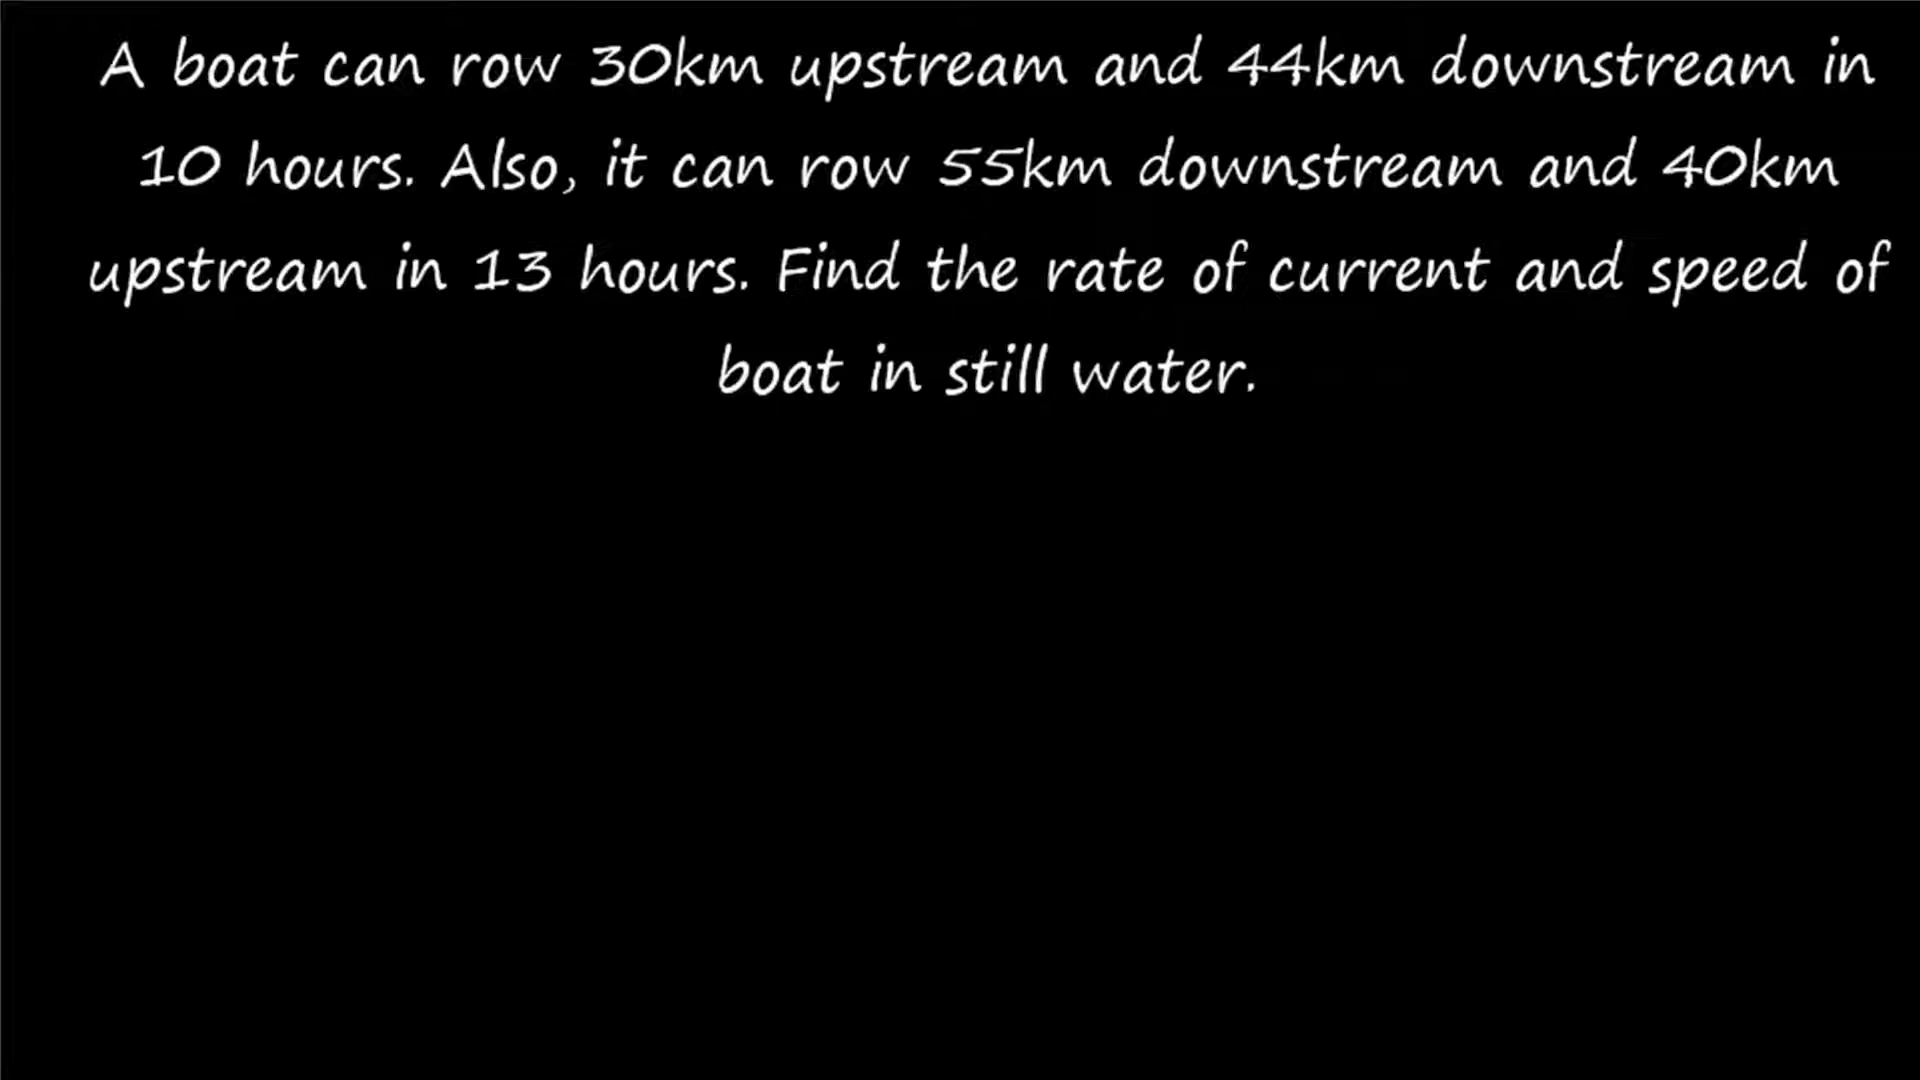 A boat can row 30km upstream and 44km downstream in
10 hours. Also, it can row 55km downstream and 40km
upstream in 13 hours. Find the rate of current and speed of
boat in still water.